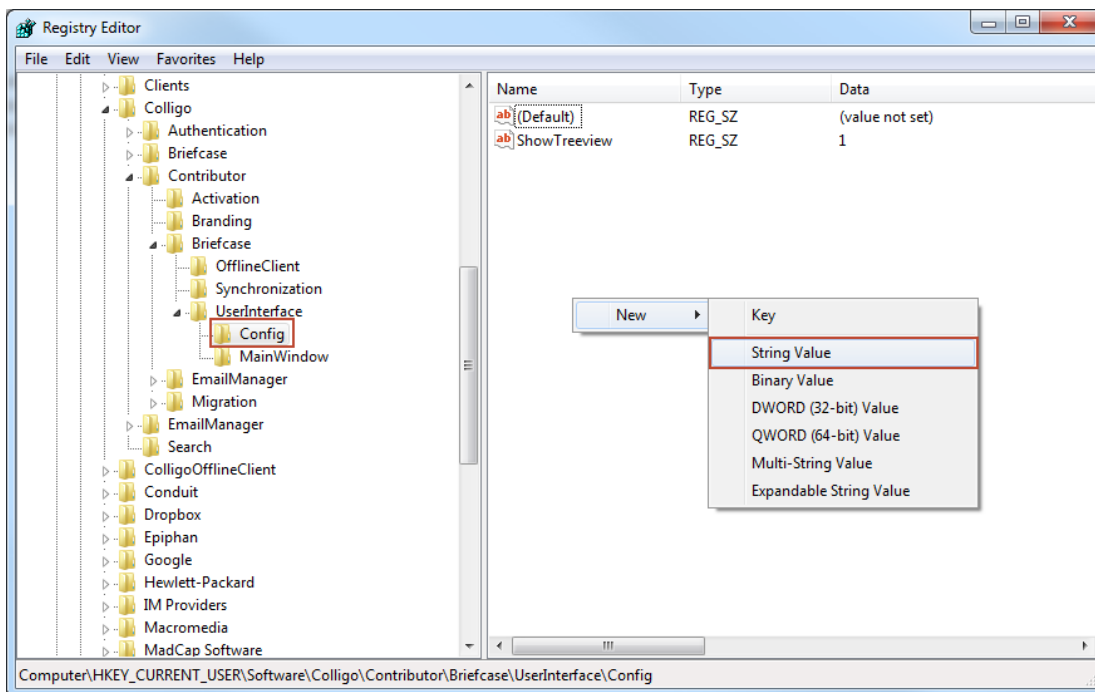 Registry Editor
File Edit View Favorites Help
Clients
Colligo
Authentication
Briefcase
Contributor
Activation
Branding
Briefcase
OfflineClient
Synchronization
UserInterface
Config
MainWindow
EmailManager
Migration
EmailManager
Search
ColligoOfflineClient
Conduit
Dropbox
Epiphan
Google
Hewlett-Packard
IM Providers
Macromedia
MadCap Software
Name Type Data
ab (Default) REG_SZ (value not set)
ab ShowTreeview REG_SZ 1
New
Key
String Value
Binary Value
DWORD (32-bit) Value
QWORD (64-bit) Value
Multi-String Value
Expandable String Value
Computer\HKEY_CURRENT_USER\Software\Colligo\Contributor\Briefcase\UserInterface\Config